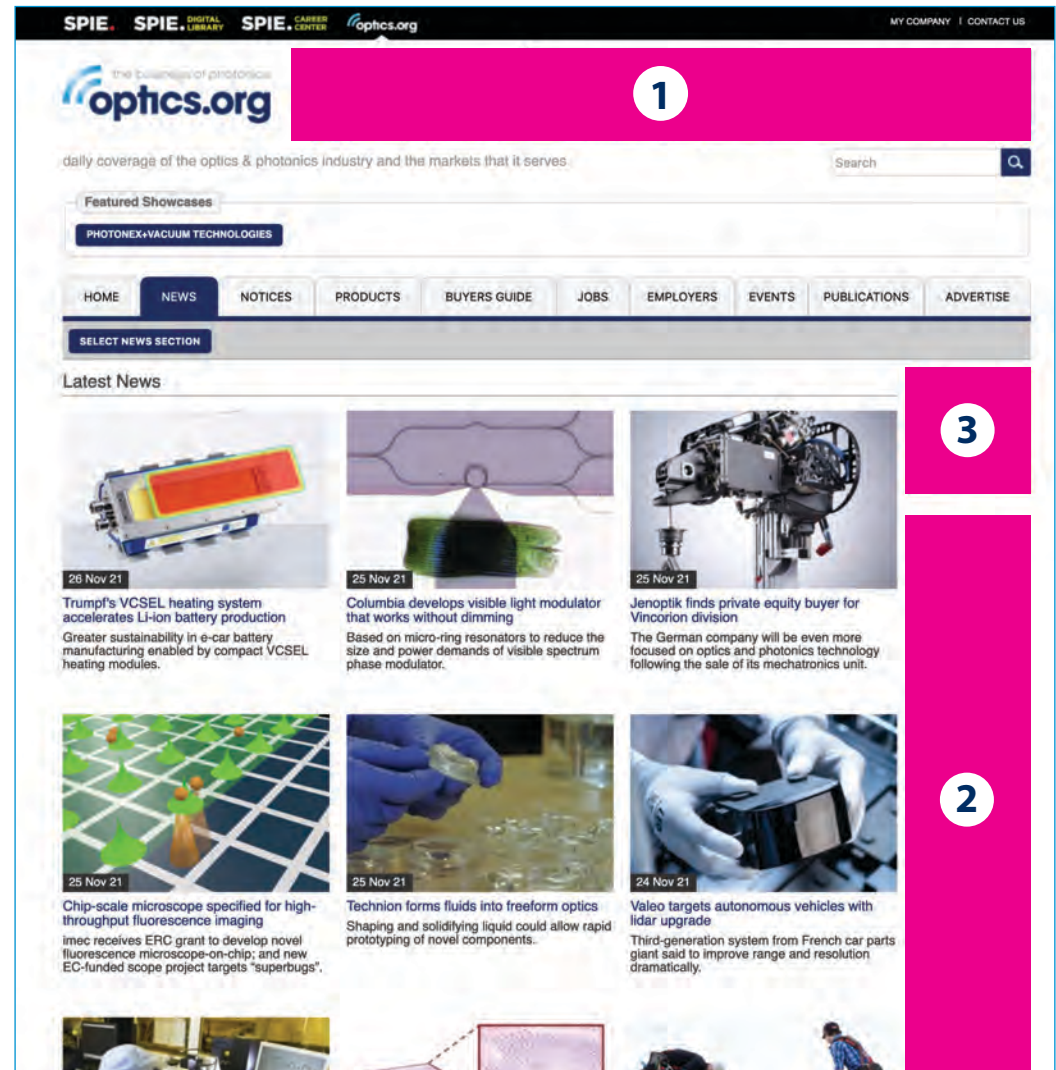 SPIE. SPIE. DIGITAL LIBRARY SPIE. CAREER CENTER optics.org MY COMPANY | CONTACT US
the business of photonics
optics.org
1
daily coverage of the optics & photonics industry and the markets that it serves
Search
Featured Showcases
PHOTONEX+VACUUM TECHNOLOGIES
HOME NEWS NOTICES PRODUCTS BUYERS GUIDE JOBS EMPLOYERS EVENTS PUBLICATIONS ADVERTISE
SELECT NEWS SECTION
Latest News
3
26 Nov 21
Trumpf's VCSEL heating system
accelerates Li-ion battery production
Greater sustainability in e-car battery
manufacturing enabled by compact VCSEL
heating modules.
25 Nov 21
Columbia develops visible light modulator
that works without dimming
Based on micro-ring resonators to reduce the
size and power demands of visible spectrum
phase modulator.
25 Nov 21
Jenoptik finds private equity buyer for
Vincorion division
The German company will be even more
focused on optics and photonics technology
following the sale of its mechatronics unit.
2
25 Nov 21
Chip-scale microscope specified for high-
throughput fluorescence imaging
imec receives ERC grant to develop novel
fluorescence microscope-on-chip; and new
EC-funded scope project targets “superbugs”.
25 Nov 21
Technion forms fluids into freeform optics
Shaping and solidifying liquid could allow rapid
prototyping of novel components.
24 Nov 21
Valeo targets autonomous vehicles with
lidar upgrade
Third-generation system from French car parts
giant said to improve range and resolution
dramatically.